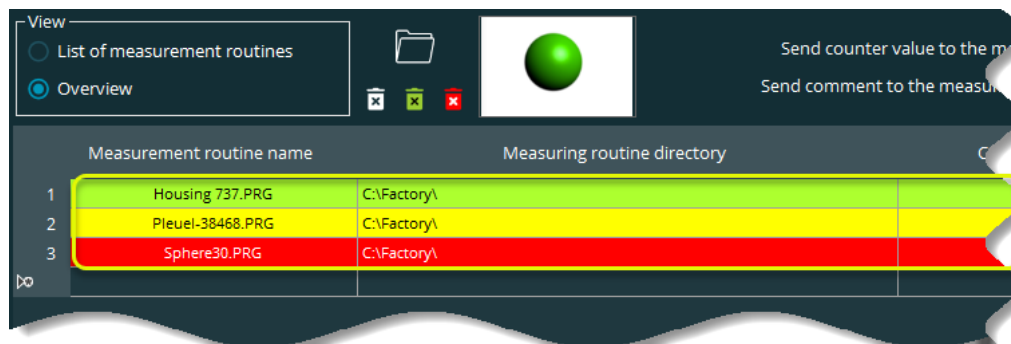 View
List of measurement routines
Overview
Send counter value to the
Send comment to the
Measurement routine name Measuring routine directory
1 Housing 737.PRG C:\Factory\
2 Pleuel-38468.PRG C:\Factory\
3 Sphere30.PRG C:\Factory\